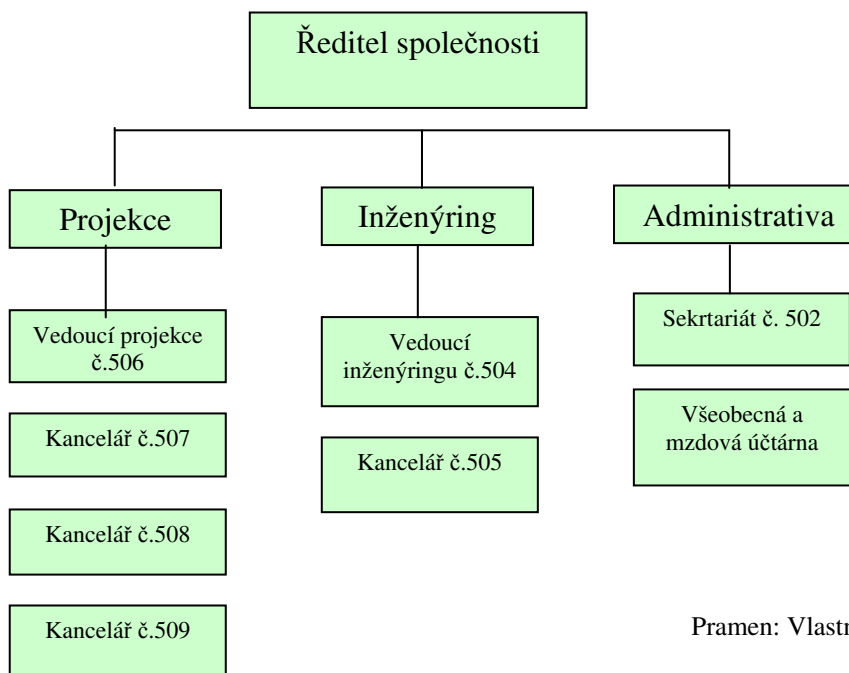 Ředitel společnosti
Projekce
Inženýring
Administrativa
Vedoucí projekce
č.506
Vedoucí
inženýringu č.504
Sekrtariát č. 502
Kancelář č.507
Kancelář č.505
Všeobecná a
mzdová účtárna
Kancelář č.508
Kancelář č.509
Pramen: Vlastn